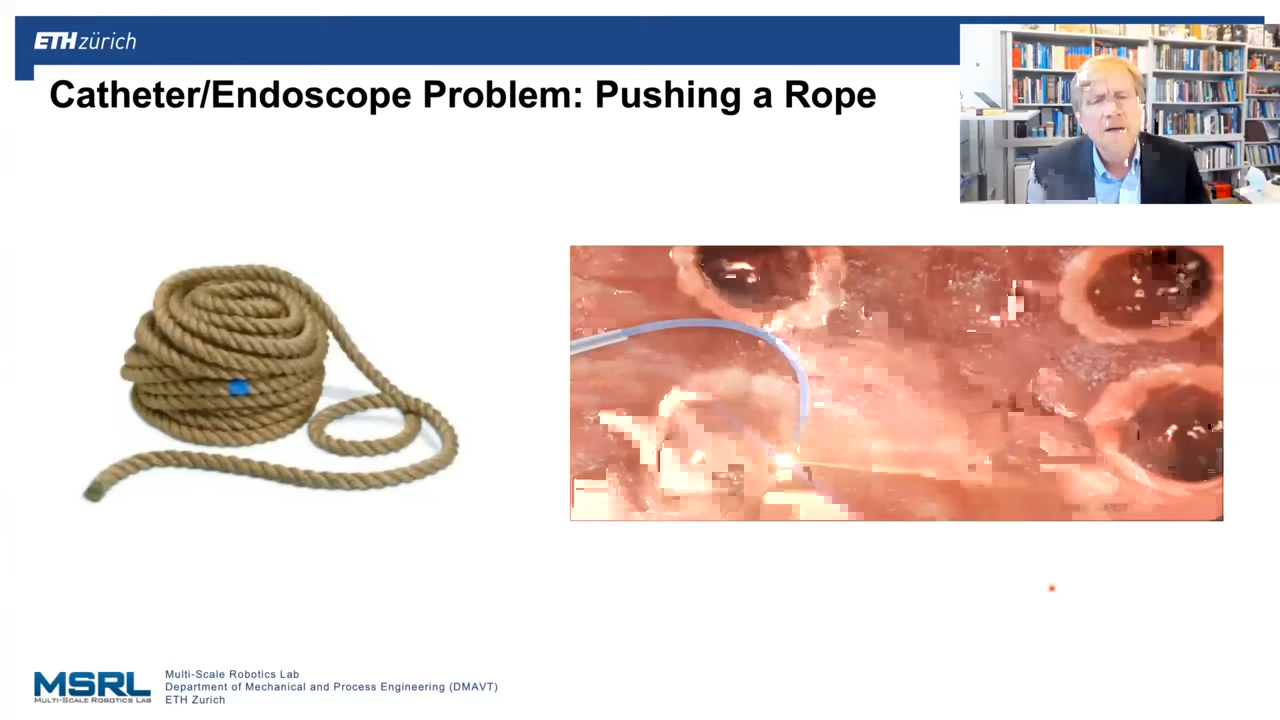 ETH zürich
Catheter/Endoscope Problem: Pushing a Rope
MSRL
MULTI-SCALE ROBOTICS LAB
Multi-Scale Robotics Lab
Department of Mechanical and Process Engineering (DMAVT)
ETH Zurich